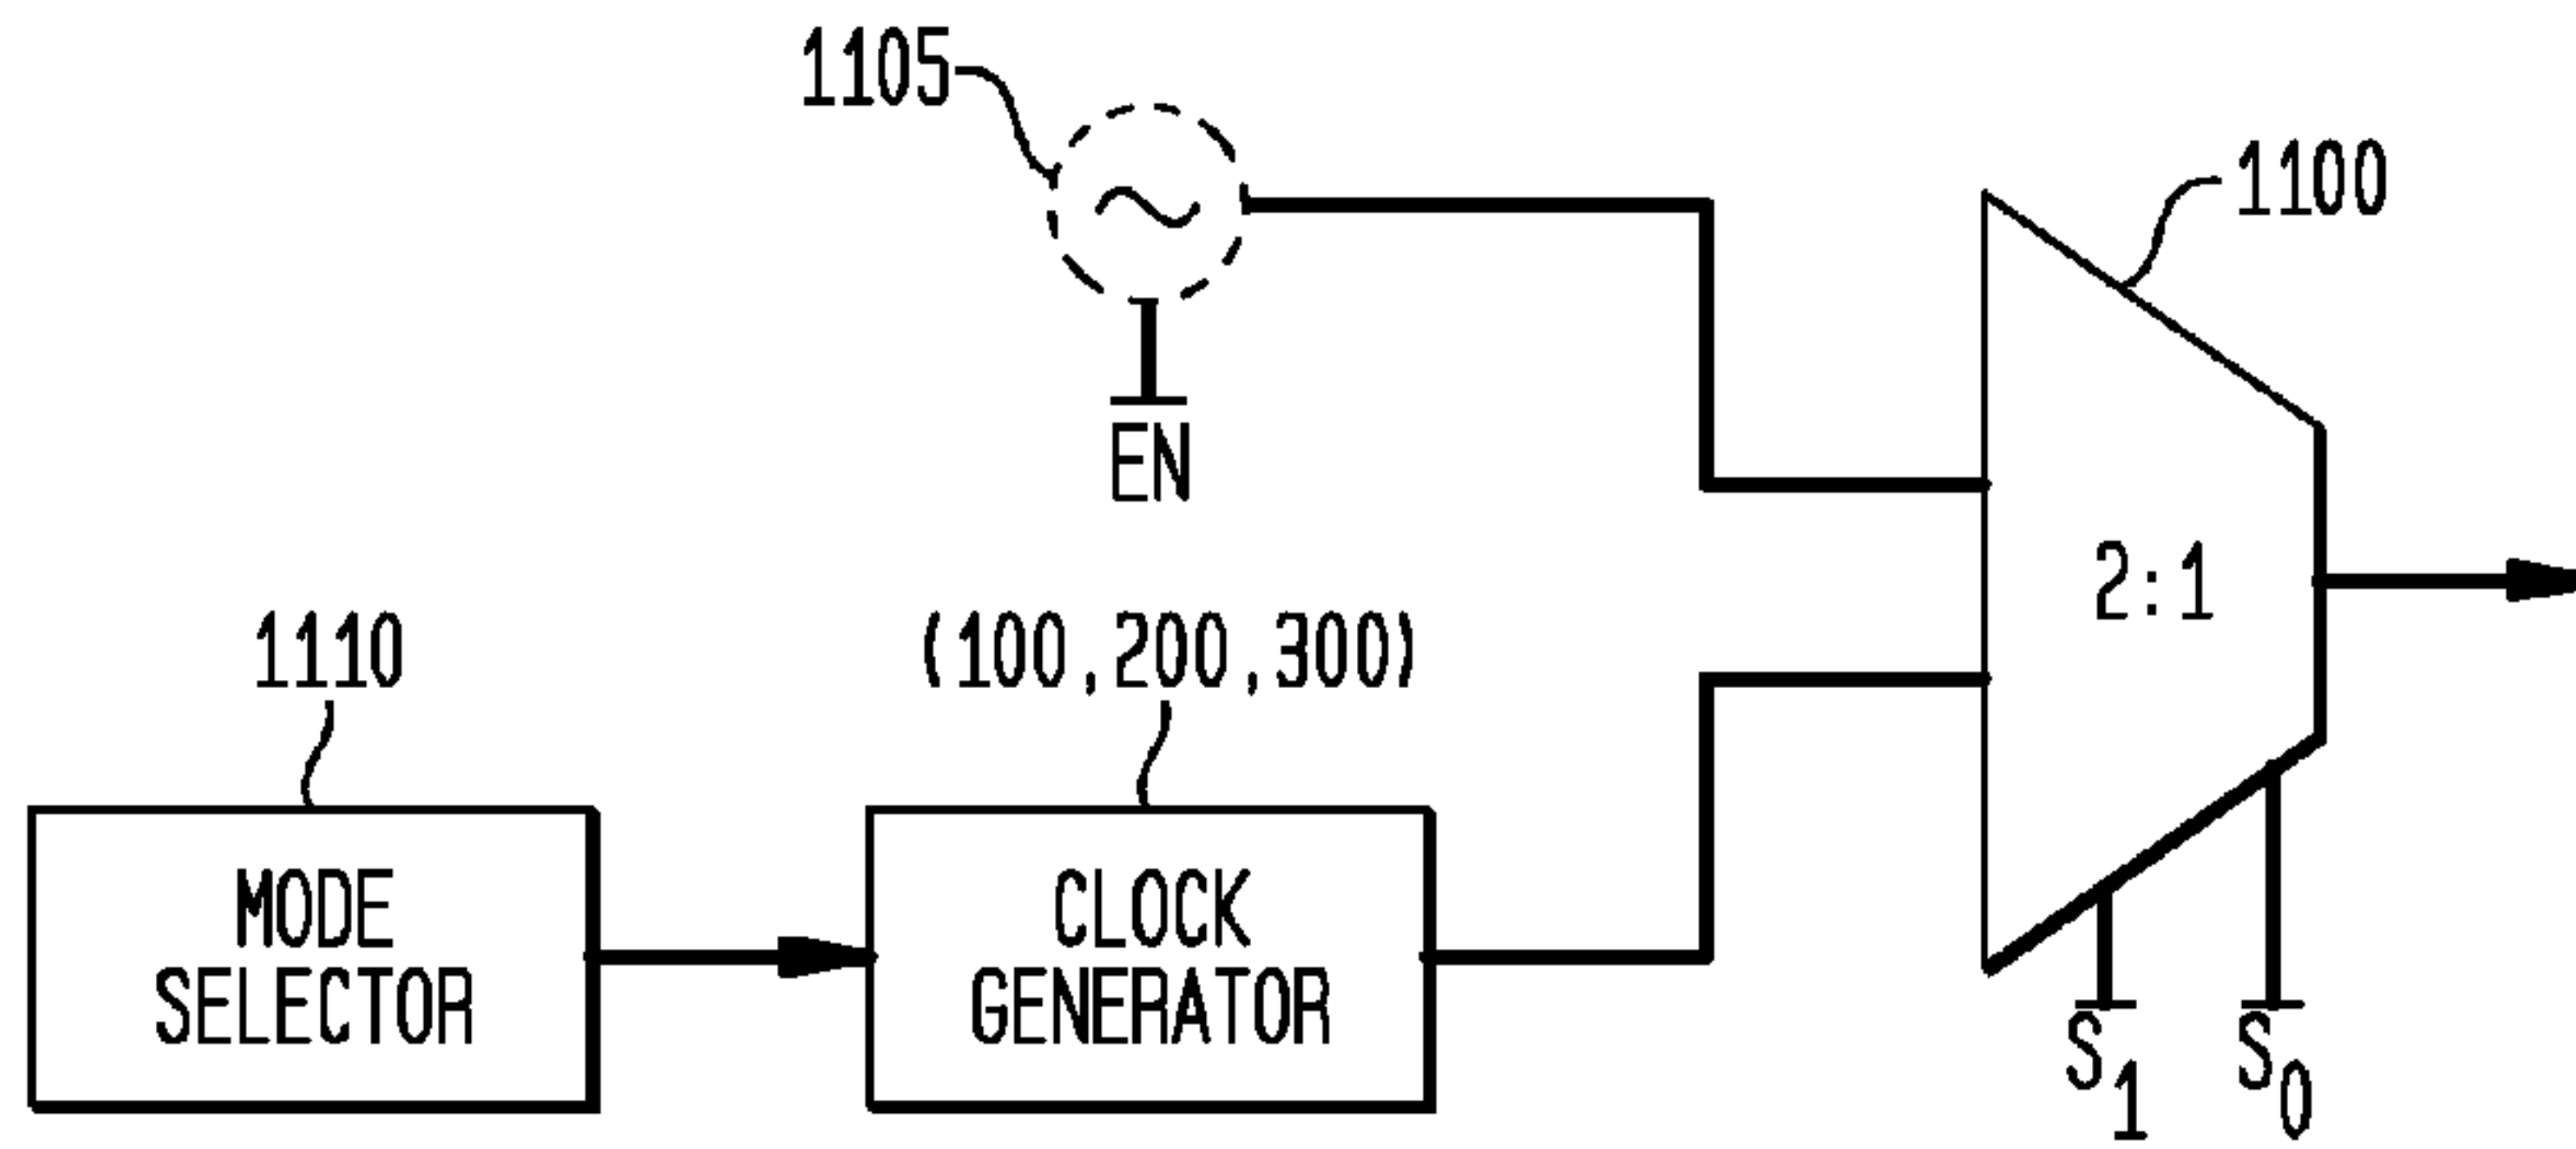 1105
1100
EN
2:1
1110
(100,200,300)
MODE
SELECTOR
CLOCK
GENERATOR
S1
S0